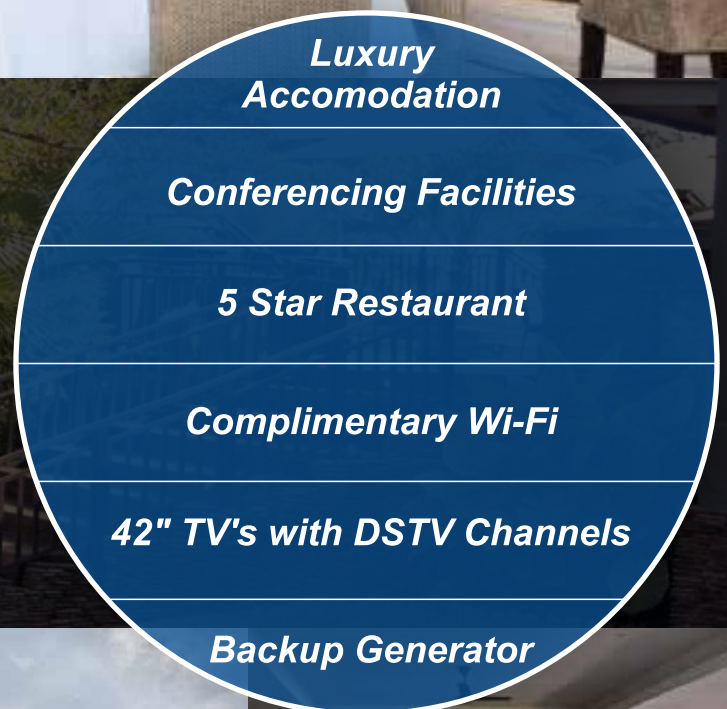 Luxury
Accomodation
Conferencing Facilities
5 Star Restaurant
Complimentary Wi-Fi
42" TV's with DSTV Channels
Backup Generator